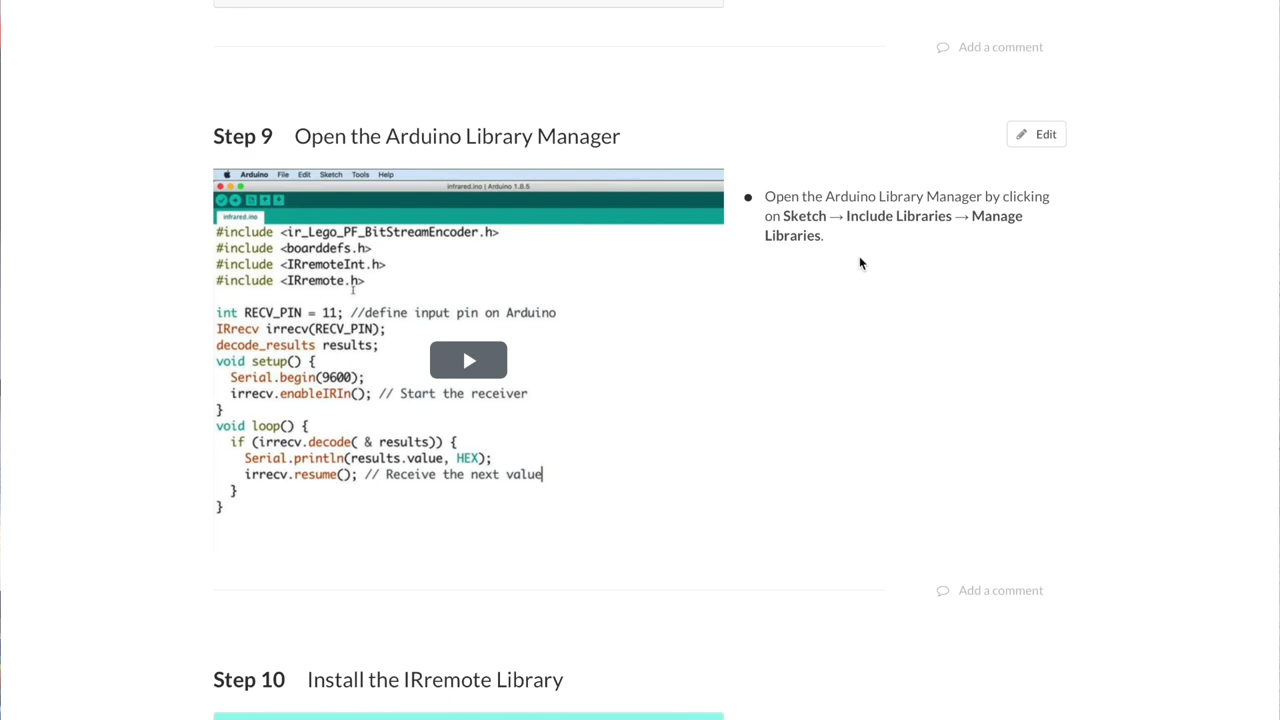 Add a comment
Step 9 Open the Arduino Library Manager
Edit
Arduino File Edit Sketch Tools Help
infrared.ino | Arduino 1.8.5
infrared.ino
#include <ir_Lego_PF_BitStreamEncoder.h>
#include <boarddefs.h>
#include <IRremoteInt.h>
#include <IRremote.h>
int RECV_PIN = 11; //define input pin on Arduino
IRrecv irrecv(RECV_PIN);
decode_results results;
void setup() {
Serial.begin(9600);
irrecv.enableIRIn(); // Start the receiver
}
void loop() {
if (irrecv.decode( & results)) {
Serial.println(results.value, HEX);
irrecv.resume(); // Receive the next value
}
}
Open the Arduino Library Manager by clicking
on Sketch → Include Libraries → Manage
Libraries.
Add a comment
Step 10 Install the IRremote Library